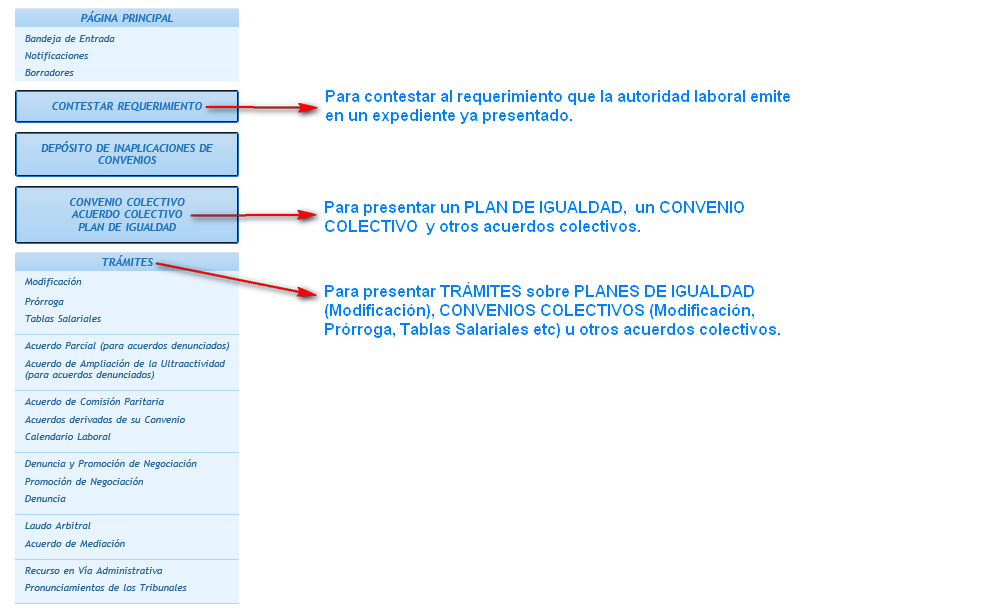 PÁGINA PRINCIPAL
Bandeja de Entrada
Notificaciones
Borradores
CONTESTAR REQUERIMIENTO
Para contestar al requerimiento que la autoridad laboral emite
en un expediente ya presentado.
DEPÓSITO DE INAPLICACIONES DE
CONVENIOS
CONVENIO COLECTIVO
ACUERDO COLECTIVO
PLAN DE IGUALDAD
Para presentar un PLAN DE IGUALDAD, un CONVENIO
COLECTIVO y otros acuerdos colectivos.
TRÁMITES
Para presentar TRÁMITES sobre PLANES DE IGUALDAD
(Modificación), CONVENIOS COLECTIVOS (Modificación,
Prórroga, Tablas Salariales etc) u otros acuerdos colectivos.
Modificación
Prórroga
Tablas Salariales
Acuerdo Parcial (para acuerdos denunciados)
Acuerdo de Ampliación de la Ultraactividad
(para acuerdos denunciados)
Acuerdo de Comisión Paritaria
Acuerdos derivados de su Convenio
Calendario Laboral
Denuncia y Promoción de Negociación
Promoción de Negociación
Denuncia
Laudo Arbitral
Acuerdo de Mediación
Recurso en Vía Administrativa
Pronunciamientos de los Tribunales